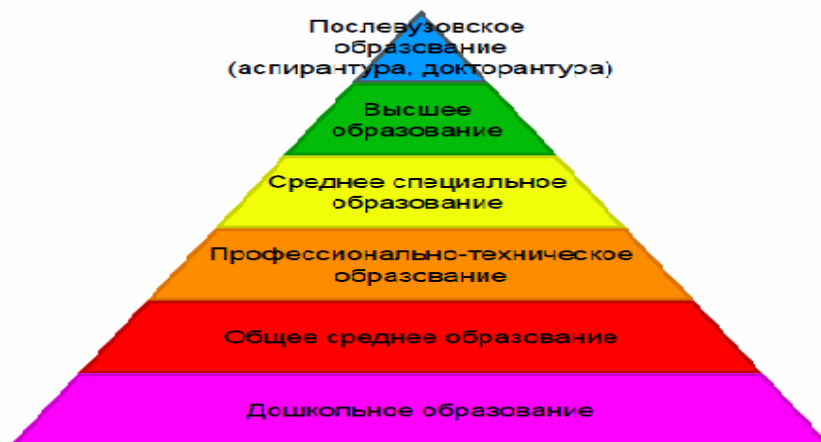 Послевузовское
образование
(аспирантура, докторантура)
Высшее
образование
Среднее специальное
образование
Профессионально-техническое
образование
Общее среднее образование
Дошкольное образование